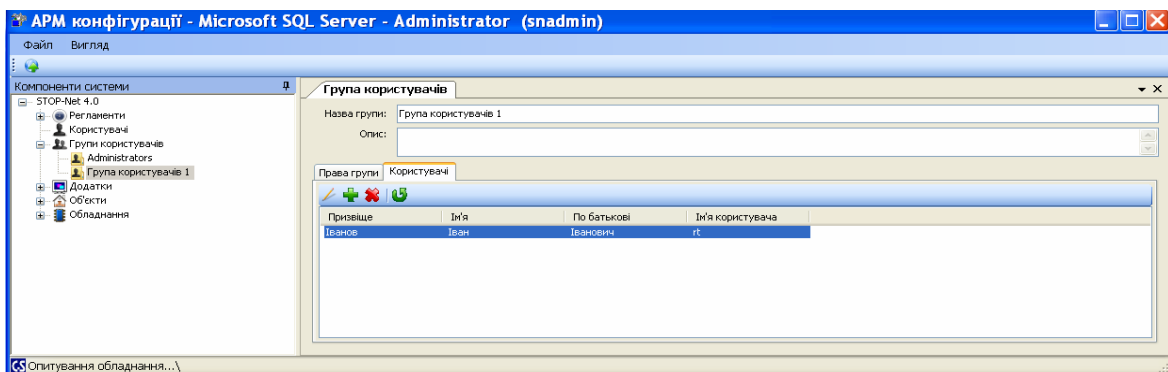 АРМ конфігурації - Microsoft SQL Server - Administrator (snadmin)
Файл Вигляд
Компоненти системи
STOP-Net 4.0
Регламенти
Користувачі
Групи користувачів
Administrators
Група користувачів 1
Додатки
Об'єкти
Обладнання
Група користувачів
Назва групи: Група користувачів 1
Опис:
Права групи Користувачі
Призвіще Ім'я По батькові Ім'я користувача
Іванов Іван Іванович rt
Опитування обладнання...\